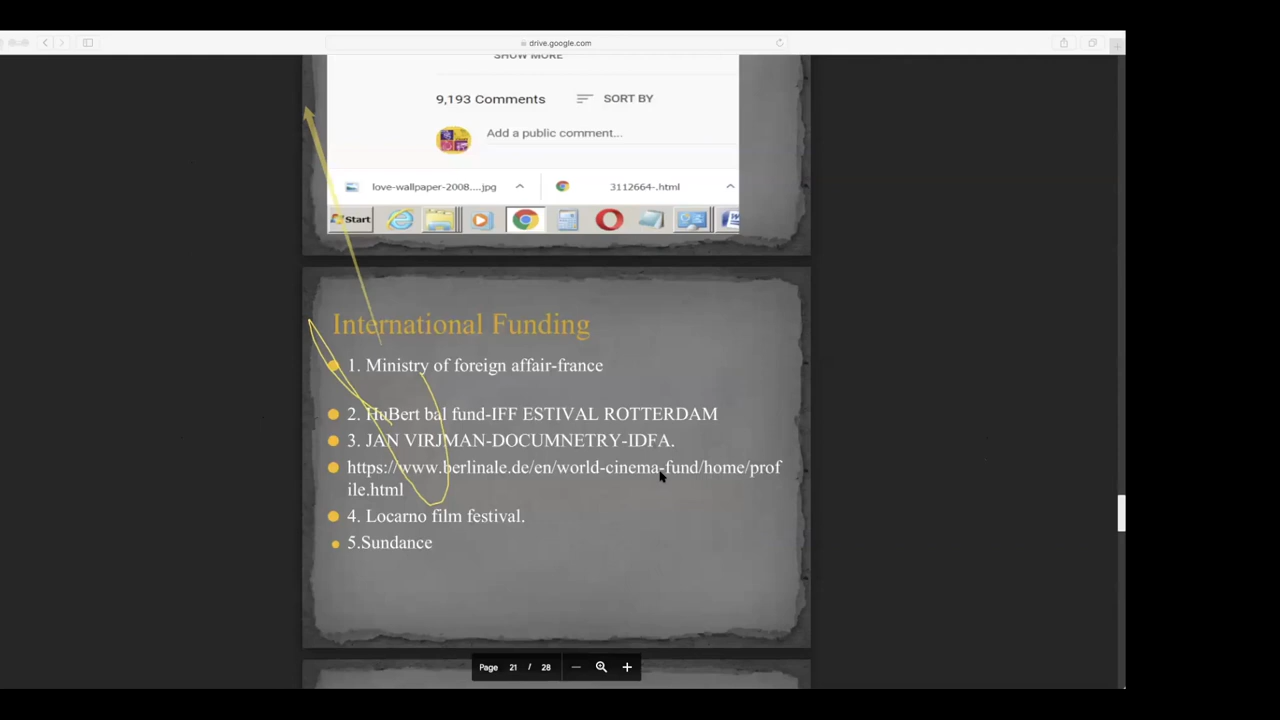 drive.google.com
SHOW MORE
9,193 Comments SORT BY
Add a public comment...
love-wallpaper-2008....jpg 3112664-.html
Start
International Funding
1. Ministry of foreign affair-france
2. HuBert bal fund-IFF ESTIVAL ROTTERDAM
3. JAN VIRJMAN-DOCUMNETRY-IDFA.
https://www.berlinale.de/en/world-cinema-fund/home/prof
ile.html
4. Locarno film festival.
5.Sundance
Page 21 / 28